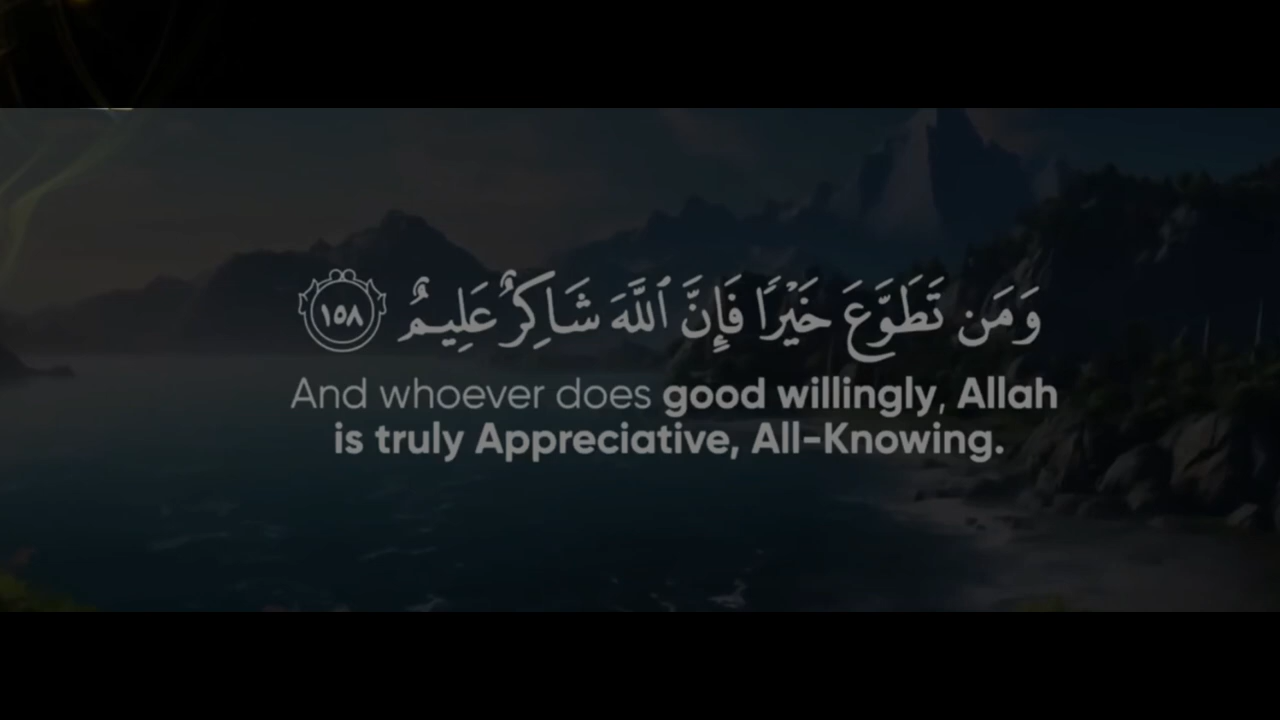 وَمَن تَطَوَّعَ خَيْرًا فَإِنَّ ٱللَّهَ شَاكِرٌ عَلِيمٌ ١٥٨
And whoever does good willingly, Allah
is truly Appreciative, All-Knowing.